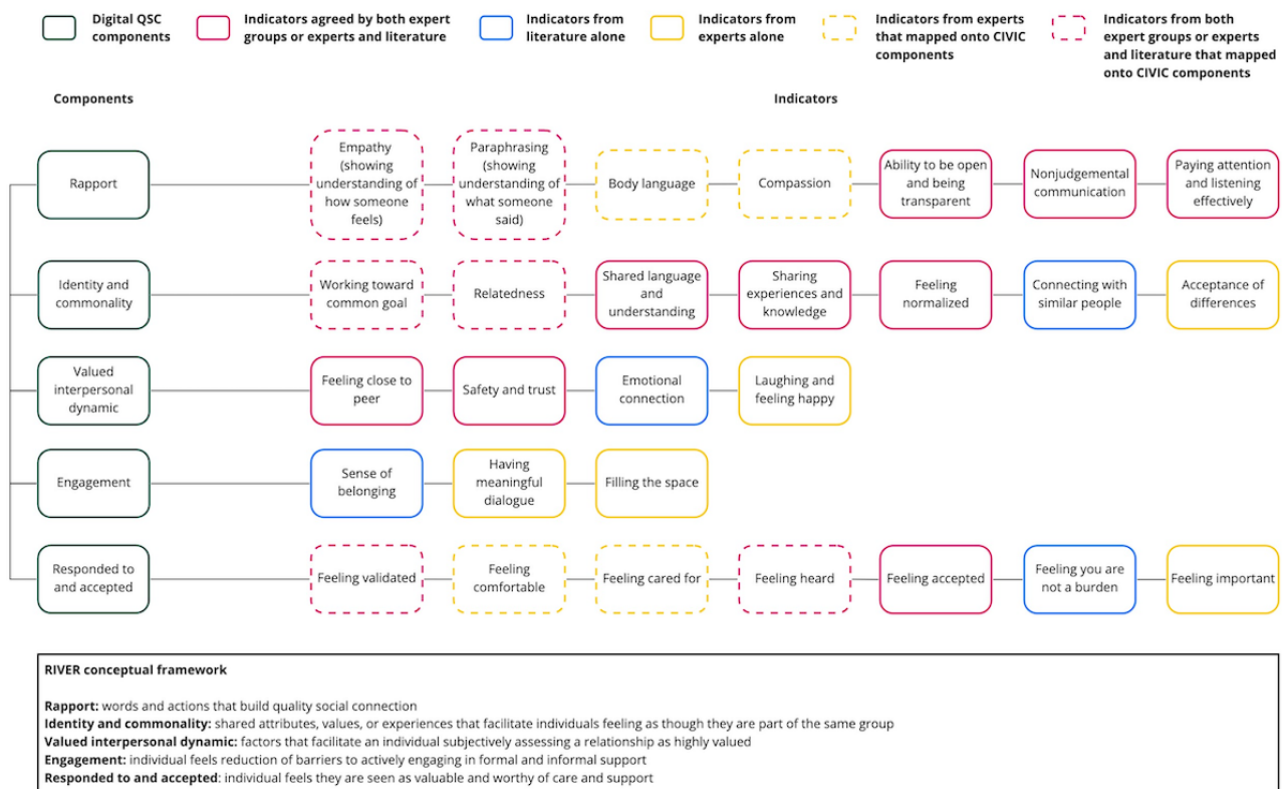 Digital QSC
components
Indicators agreed by both expert
groups or experts and literature
Indicators from
literature alone
Indicators from
experts alone
Indicators from experts
that mapped onto CIVIC
components
Indicators from both
expert groups or experts
and literature that mapped
onto CIVIC components
Components
Indicators
Rapport
Empathy
(showing
understanding of
how someone
feels)
Paraphrasing
(showing
understanding of
what someone
said)
Body language
Compassion
Ability to be open
and being
transparent
Nonjudgemental
communication
Paying attention
and listening
effectively
Identity and
commonality
Working toward
common goal
Relatedness
Shared language
and
understanding
Sharing
experiences and
knowledge
Feeling
normalized
Connecting with
similar people
Acceptance of
differences
Valued
interpersonal
dynamic
Feeling close to
peer
Safety and trust
Emotional
connection
Laughing and
feeling happy
Engagement
Sense of
belonging
Having
meaningful
dialogue
Filling the space
Responded to
and accepted
Feeling validated
Feeling
comfortable
Feeling cared for
Feeling heard
Feeling accepted
Feeling you are
not a burden
Feeling important
RIVER conceptual framework
Rapport: words and actions that build quality social connection
Identity and commonality: shared attributes, values, or experiences that facilitate individuals feeling as though they are part of the same group
Valued interpersonal dynamic: factors that facilitate an individual subjectively assessing a relationship as highly valued
Engagement: individual feels reduction of barriers to actively engaging in formal and informal support
Responded to and accepted: individual feels they are seen as valuable and worthy of care and support